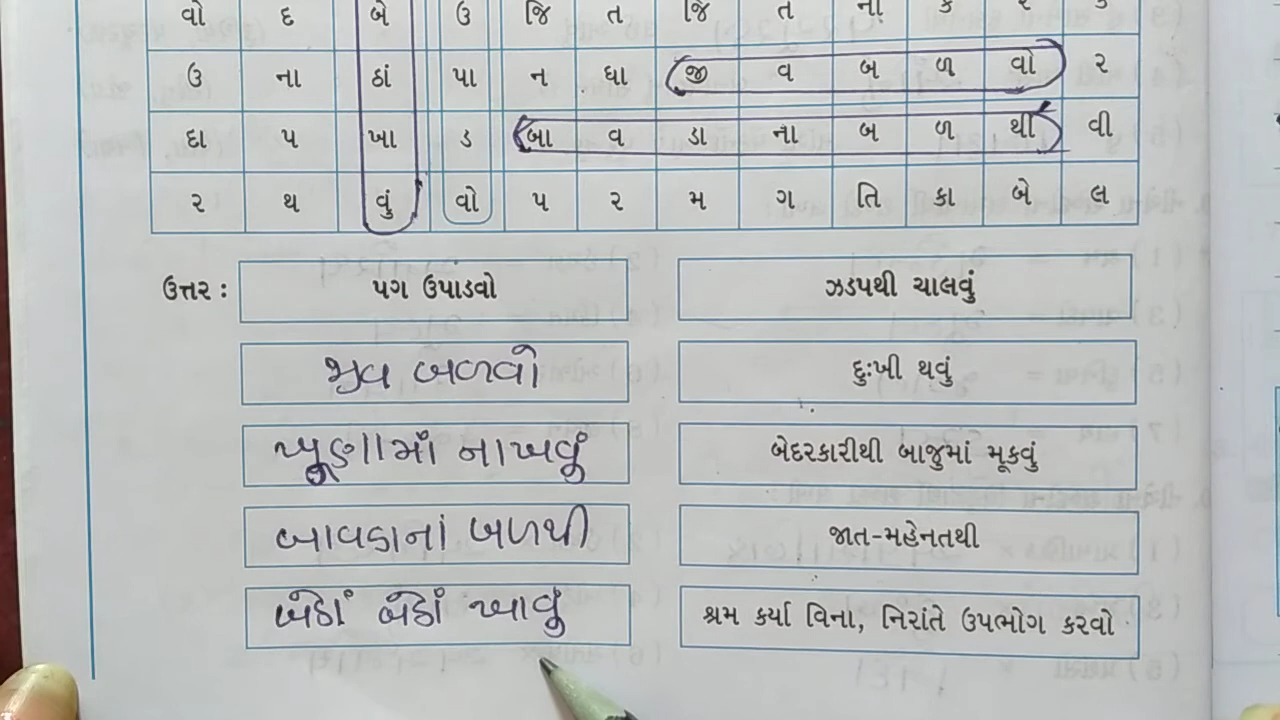 વો દ બે ઉ જિ ત જિ ત
ઉ ના ઠાં પા ન ધા જી વ બ ળ વો ર
દા પ ખા ડ બા વ ડા ના બ ળ થી વી
ર થ વું વો પ ર મ ગ તિ કા બે લ
ઉત્તર : પગ ઉપાડવો ઝડપથી ચાલવું
જીવ બળવો દુઃખી થવું
ખૂણામાં નાખવું બેદરકારીથી બાજુમાં મૂકવું
બાવડાનાં બળથી જાત-મહેનતથી
બેઠાં બેઠાં ખાવું શ્રમ કર્યા વિના, નિરાંતે ઉપભોગ કરવો